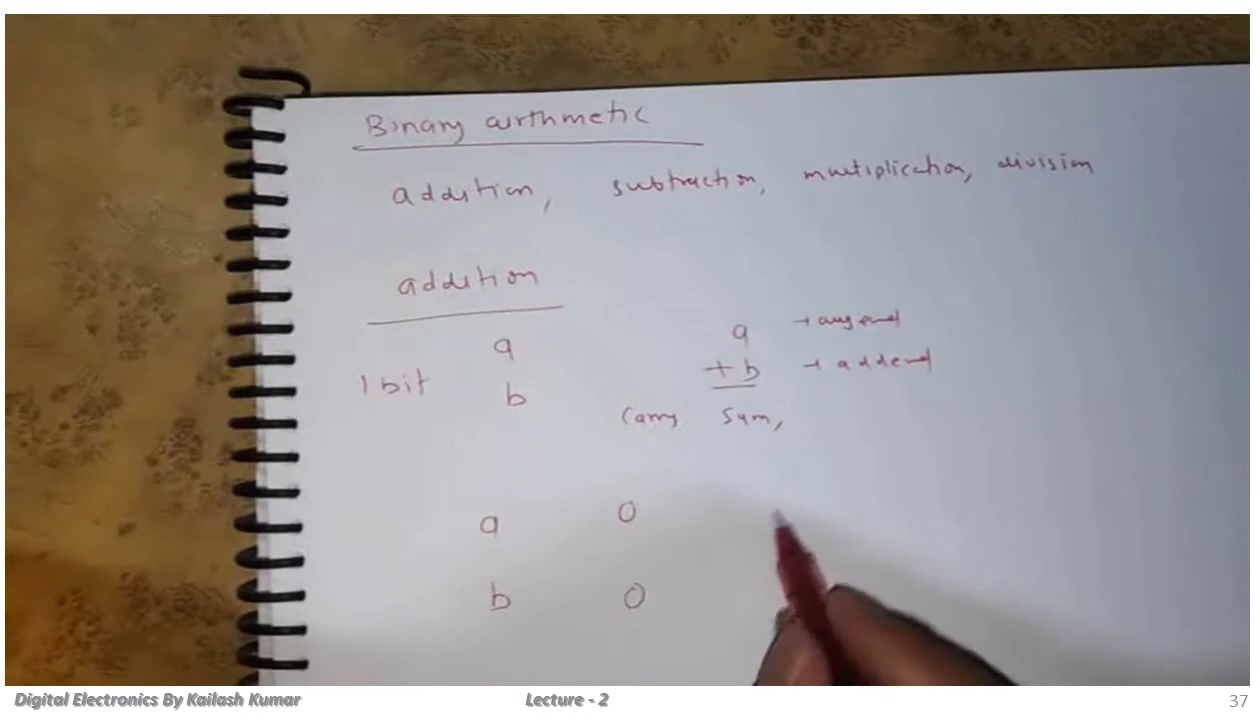 Binary airthmetic
addition, subtraction, multiplication, division
addition
a
1 bit b
a → augend
+ b → addend
Carry Sum,
a 0
b 0
Digital Electronics By Kailash Kumar Lecture - 2 37